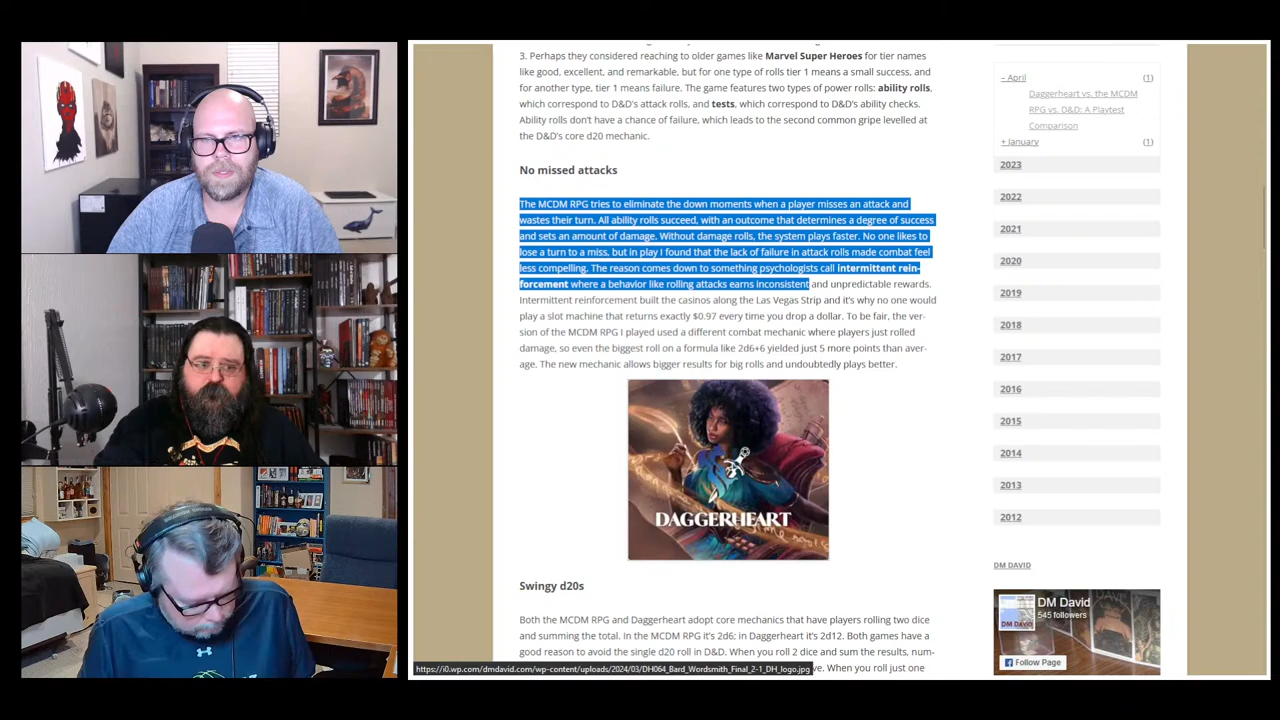 3. Perhaps they considered reaching to older games like Marvel Super Heroes for tier names
like good, excellent, and remarkable, but for one type of rolls tier 1 means a small success, and
for another type, tier 1 means failure. The game features two types of power rolls: ability rolls,
which correspond to D&D's attack rolls, and tests, which correspond to D&D's ability checks.
Ability rolls don't have a chance of failure, which leads to the second common gripe levelled at
the D&D's core d20 mechanic.
No missed attacks
The MCDM RPG tries to eliminate the down moments when a player misses an attack and
wastes their turn. All ability rolls succeed, with an outcome that determines a degree of success
and sets an amount of damage. Without damage rolls, the system plays faster. No one likes to
lose a turn to a miss, but in play I found that the lack of failure in attack rolls made combat feel
less compelling. The reason comes down to something psychologists call intermittent rein-
forcement where a behavior like rolling attacks earns inconsistent and unpredictable rewards.
Intermittent reinforcement built the casinos along the Las Vegas Strip and it's why no one would
play a slot machine that returns exactly $0.97 every time you drop a dollar. To be fair, the ver-
sion of the MCDM RPG I played used a different combat mechanic where players just rolled
damage, so even the biggest roll on a formula like 2d6+6 yielded just 5 more points than aver-
age. The new mechanic allows bigger results for big rolls and undoubtedly plays better.
DAGGERHEART
Swingy d20s
Both the MCDM RPG and Daggerheart adopt core mechanics that have players rolling two dice
and summing the total. In the MCDM RPG it's 2d6: in Daggerheart it's 2d12. Both games have a
good reason to avoid the single d20 roll in D&D. When you roll 2 dice and sum the results, num-
ve. When you roll just one
https://i0.wp.com/dmdavid.com/wp-content/uploads/2024/03/DH064_Bard_Wordsmith_Final_2-1_DH_logo.jpg
– April (1)
Daggerheart vs. the MCDM
RPG vs. D&D: A Playtest
Comparison
+ January (1)
2023
2022
2021
2020
2019
2018
2017
2016
2015
2014
2013
2012
DM DAVID
DM David
545 followers
Follow Page